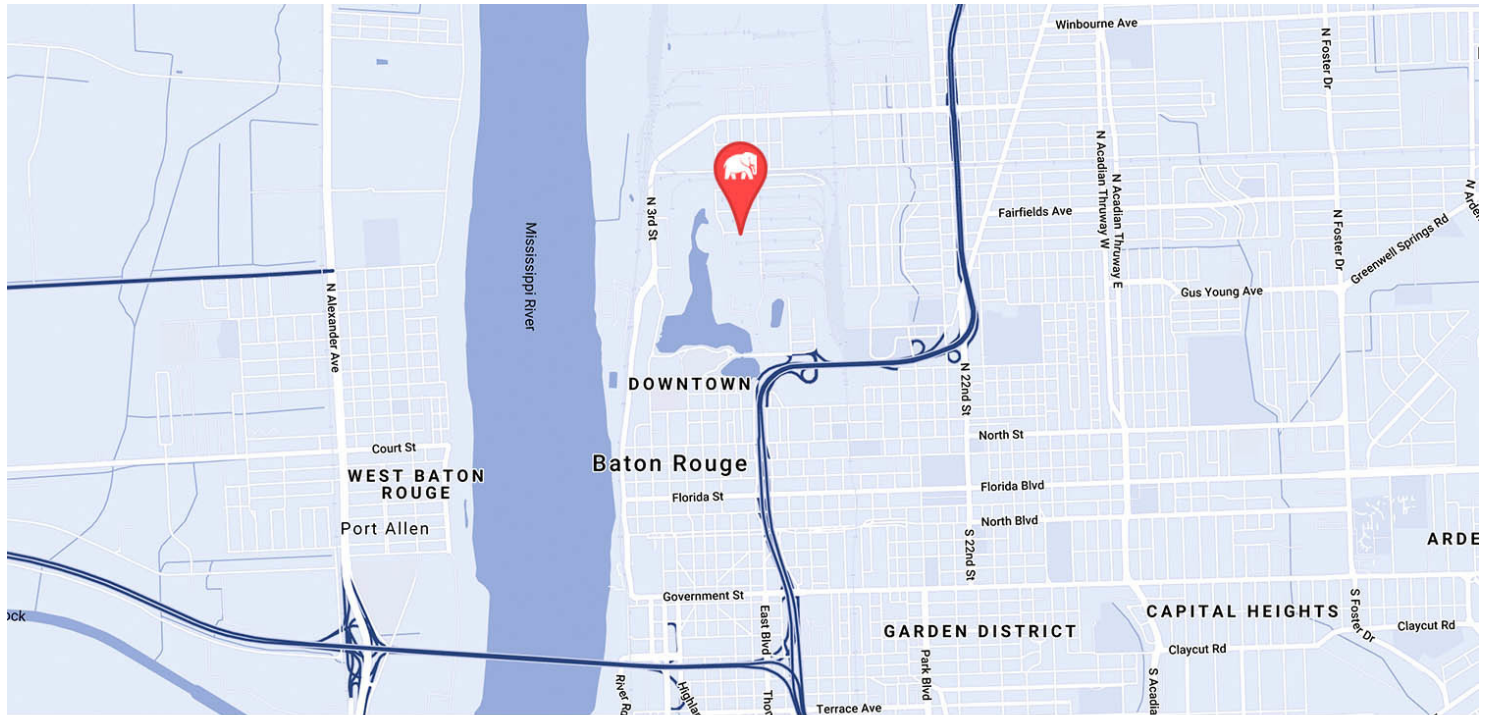 Winbourne Ave
N Foster Dr
N Acadian Thruway W
N Acadian Thruway E
N 3rd St
Fairfields Ave
N Foster Dr
Greenwell Springs Rd
Mississippi River
N Alexander Ave
Gus Young Ave
DOWNTOWN
N 22nd St
Court St
North St
WEST BATON
ROUGE
Baton Rouge
Florida St
Florida Blvd
Port Allen
North Blvd
S 22nd St
Government St
East Blvd
GARDEN DISTRICT
CAPITAL HEIGHTS
S Foster Dr
Claycut Rd
Claycut Rd
Park Blvd
Terrace Ave